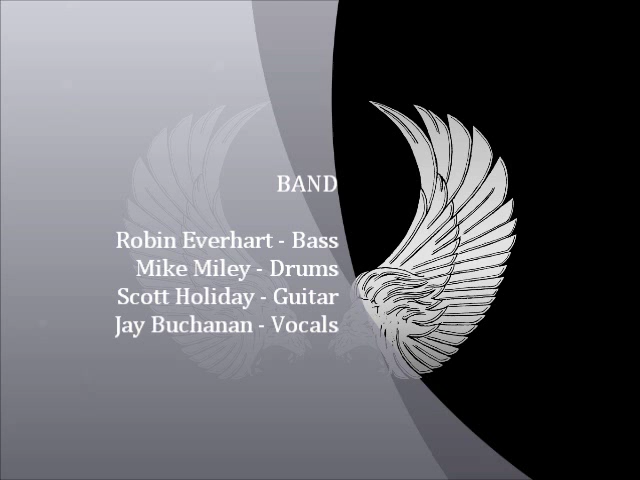 BAND
Robin Everhart - Bass
Mike Miley - Drums
Scott Holiday - Guitar
Jay Buchanan - Vocals